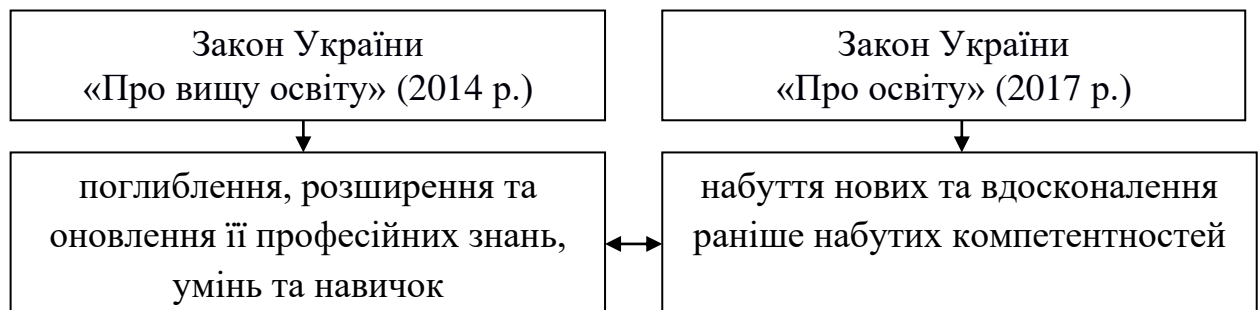 Закон України
«Про вищу освіту» (2014 р.)
Закон України
«Про освіту» (2017 р.)
поглиблення, розширення та
оновлення її професійних знань,
умінь та навичок
набуття нових та вдосконалення
раніше набутих компетентностей